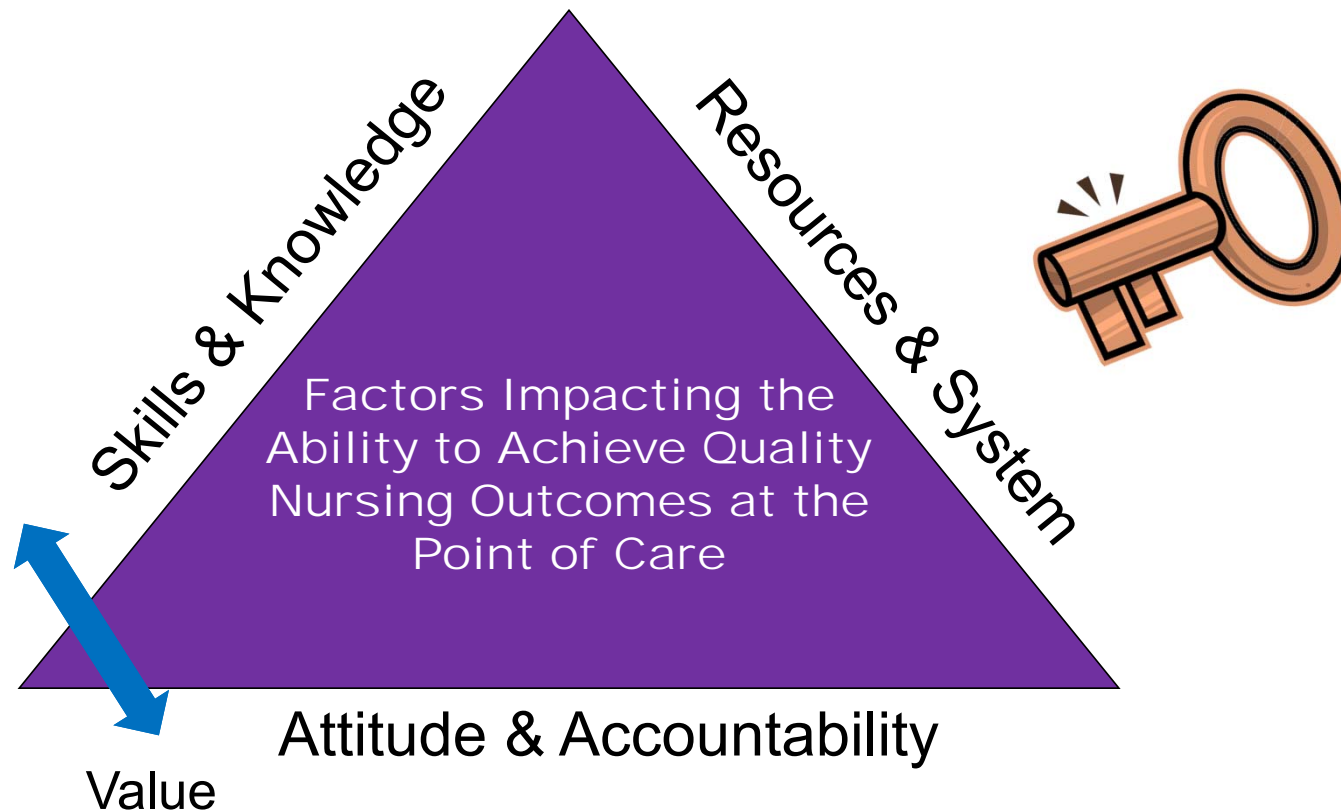 Skills & Knowledge
Resources & System
Factors Impacting the
Ability to Achieve Quality
Nursing Outcomes at the
Point of Care
Attitude & Accountability
Value